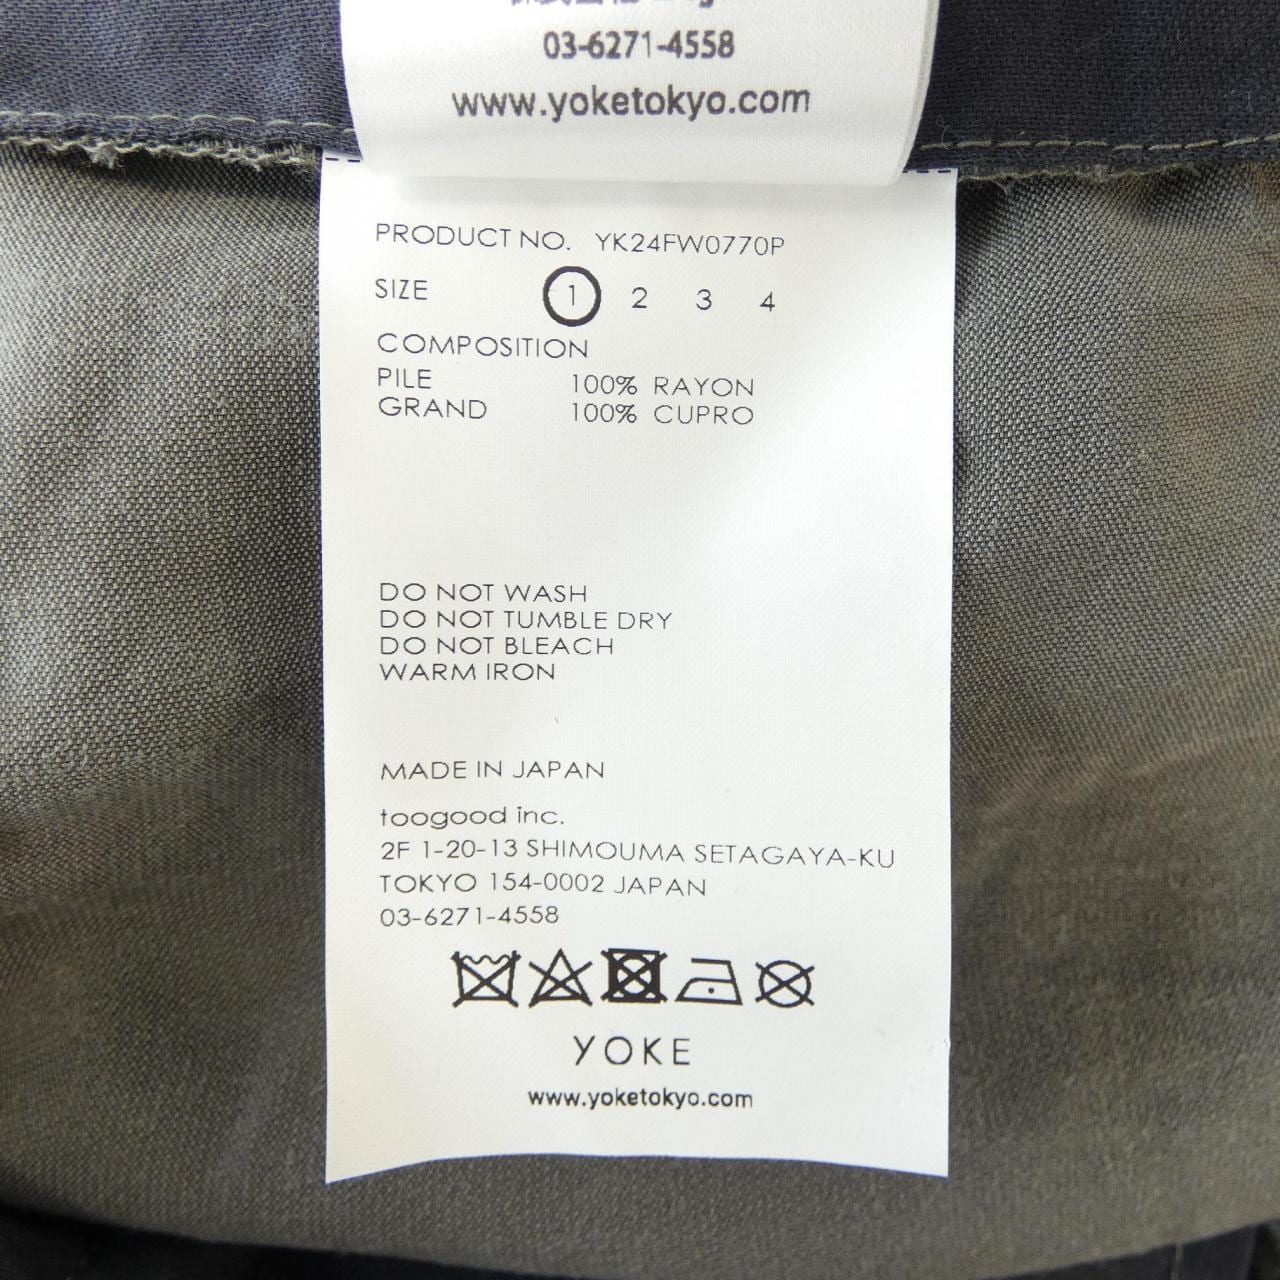 03-6271-4558
www.yoketokyo.com
PRODUCT NO. YK24FW0770P
SIZE 1 2 3 4
COMPOSITION
PILE 100% RAYON
GRAND 100% CUPRO
DO NOT WASH
DO NOT TUMBLE DRY
DO NOT BLEACH
WARM IRON
MADE IN JAPAN
toogood inc.
2F 1-20-13 SHIMOUMA SETAGAYA-KU
TOKYO 154-0002 JAPAN
03-6271-4558
YOKE
www.yoketokyo.com